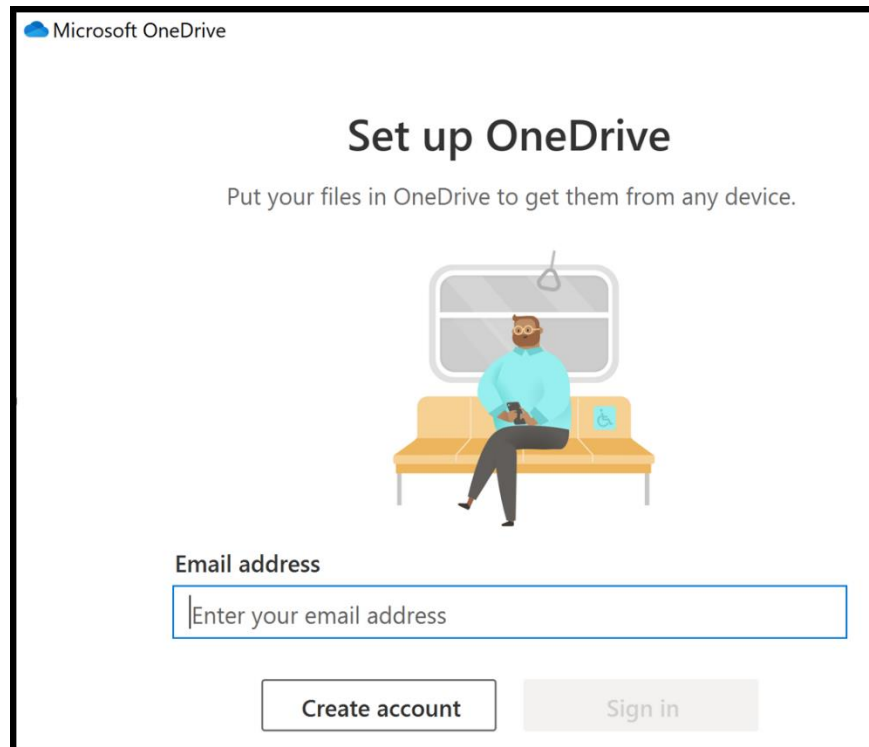 Microsoft OneDrive
Set up OneDrive
Put your files in OneDrive to get them from any device.
Email address
Enter your email address
Create account
Sign in